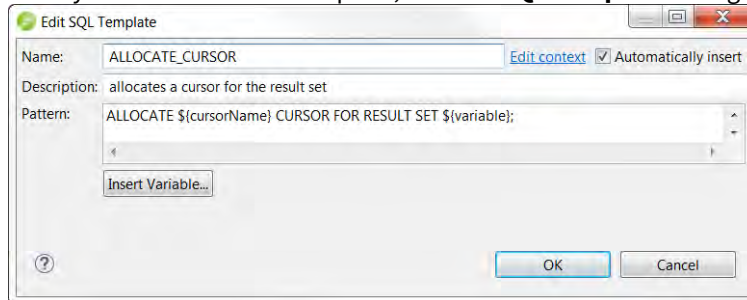 Edit SQL Template
Name: ALLOCATE_CURSOR Edit context Automatically insert
Description: allocates a cursor for the result set
Pattern: ALLOCATE ${cursorName} CURSOR FOR RESULT SET ${variable};
Insert Variable...
? OK Cancel